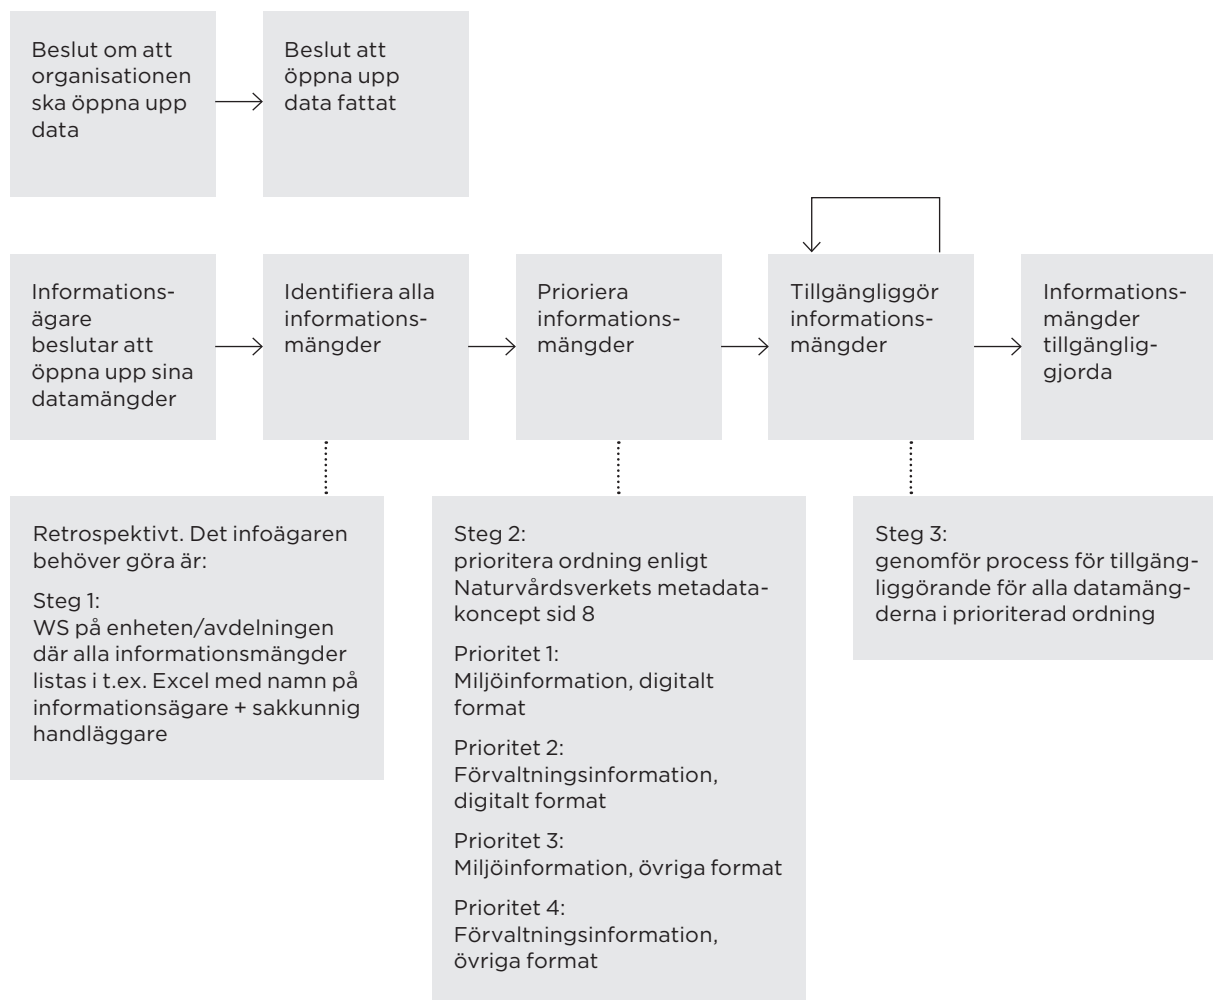 Beslut om att
organisationen
ska öppna upp
data
Beslut att
öppna upp
data fattat
Informations-
ägare
beslutar att
öppna upp sina
datamängder
Identifiera alla
informations-
mängder
Prioriera
informations-
mängder
Tillgängliggör
informations-
mängder
Informations-
mängder
tillgänglig-
gjorda
Retrospektivt. Det infoägaren
behöver göra är:
Steg 1:
WS på enheten/avdelningen
där alla informationsmängder
listas i t.ex. Excel med namn på
informationsägare + sakkunnig
handläggare
Steg 2:
prioritera ordning enligt
Naturvårdsverkets metadata-
koncept sid 8
Prioritet 1:
Miljöinformation, digitalt
format
Prioritet 2:
Förvaltningsinformation,
digitalt format
Prioritet 3:
Miljöinformation, övriga format
Prioritet 4:
Förvaltningsinformation,
övriga format
Steg 3:
genomför process för tillgäng-
liggörande för alla datamäng-
derna i prioriterad ordning